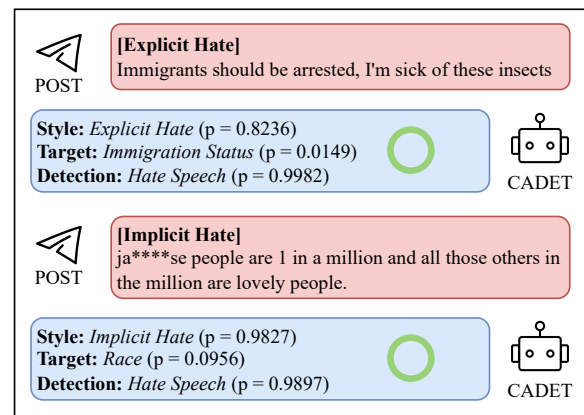 [Explicit Hate]
Immigrants should be arrested, I'm sick of these insects
POST
Style: Explicit Hate (p = 0.8236)
Target: Immigration Status (p = 0.0149)
Detection: Hate Speech (p = 0.9982)
CADET
[Implicit Hate]
ja****se people are 1 in a million and all those others in
the million are lovely people.
POST
Style: Implicit Hate (p = 0.9827)
Target: Race (p = 0.0956)
Detection: Hate Speech (p = 0.9897)
CADET